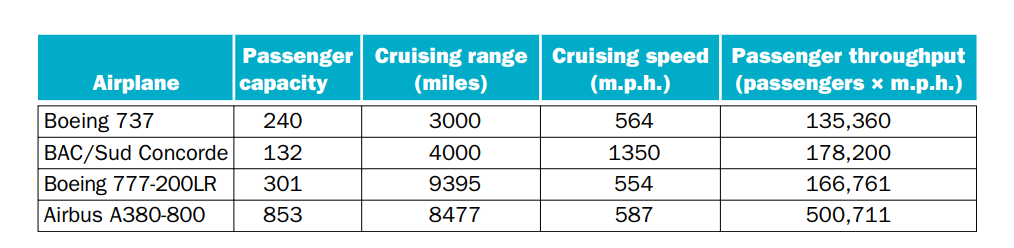 Airplane Passenger capacity Cruising range (miles) Cruising speed (m.p.h.) Passenger throughput (passengers × m.p.h.)
Boeing 737 240 3000 564 135,360
BAC/Sud Concorde 132 4000 1350 178,200
Boeing 777-200LR 301 9395 554 166,761
Airbus A380-800 853 8477 587 500,711